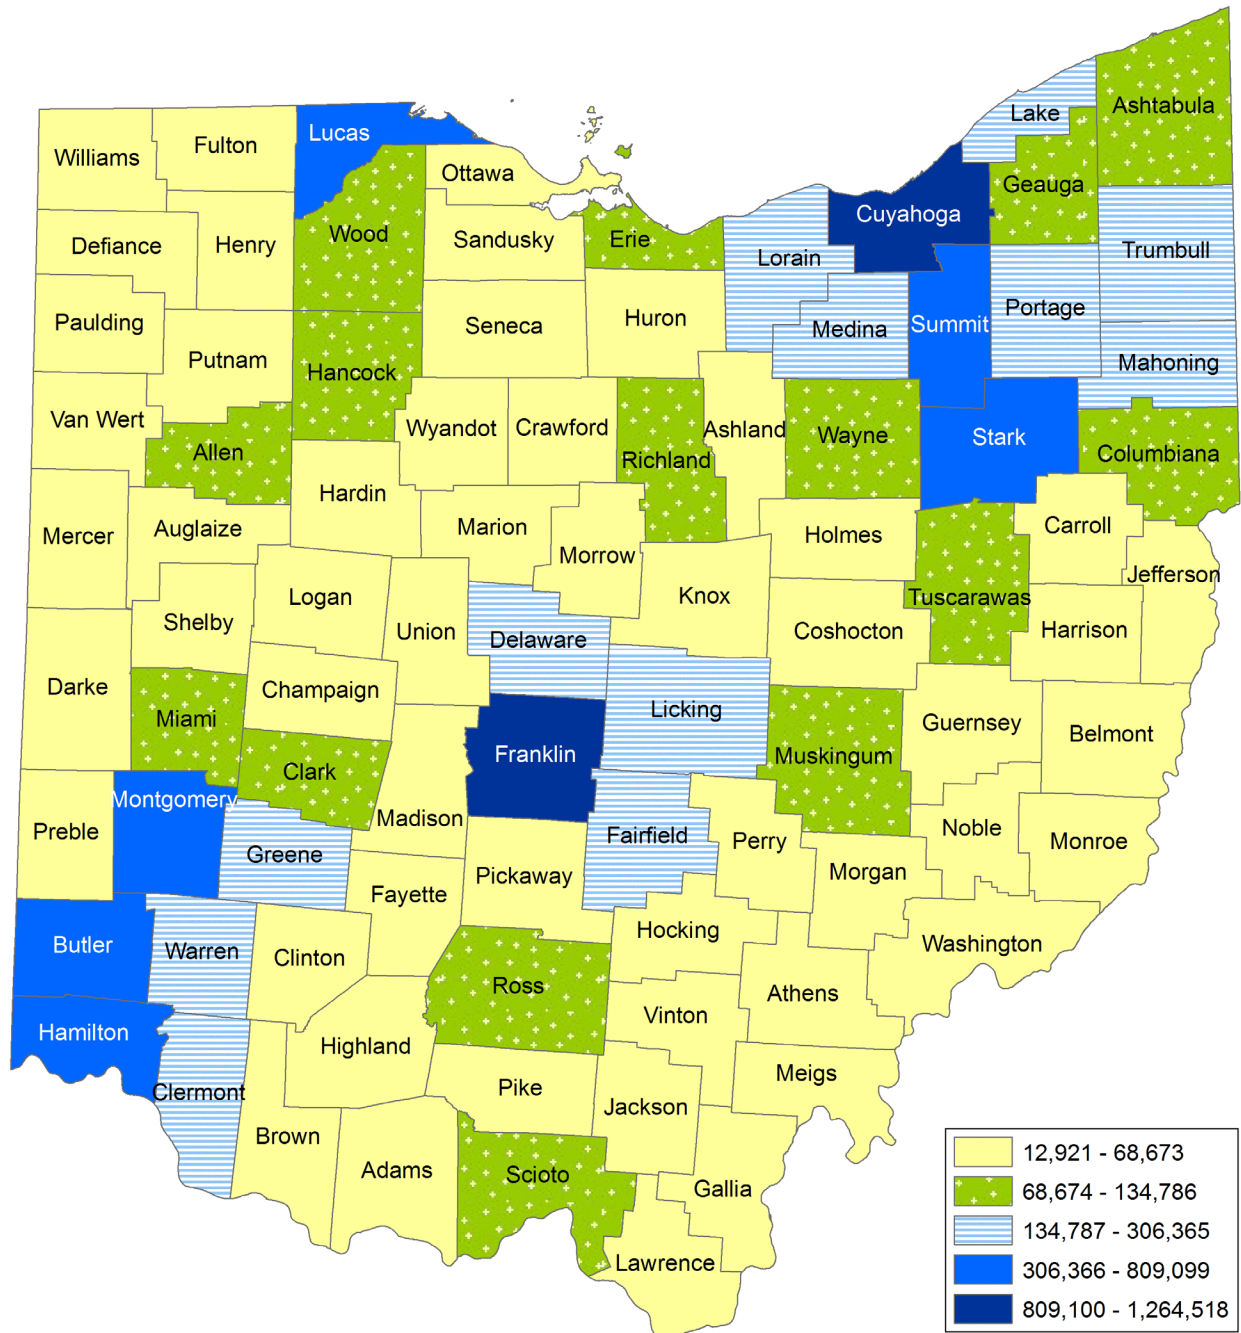 Ashtabula
Lake
Lucas
Fulton
Williams
Ottawa
Geauga
Cuyahoga
Wood
Erie
Sandusky
Henry
Defiance
Trumbull
Lorain
Portage
Huron
Paulding
Seneca
Summit
Medina
Putnam
Mahoning
Hancock
Van Wert
Wyandot
Crawford
Ashland
Wayne
Stark
Allen
Richland
Columbiana
Hardin
Carroll
Marion
Auglaize
Mercer
Holmes
Morrow
Jefferson
Logan
Knox
Tuscarawas
Shelby
Union
Coshocton
Harrison
Delaware
Darke
Champaign
Licking
Miami
Guernsey
Belmont
Franklin
Muskingum
Clark
Montgomery
Madison
Noble
Preble
Fairfield
Perry
Monroe
Greene
Morgan
Pickaway
Fayette
Hocking
Washington
Butler
Warren
Clinton
Ross
Athens
Vinton
Hamilton
Highland
Meigs
Pike
Clermont
Jackson
Brown
Adams
Scioto
Gallia
Lawrence
12,921 - 68,673
68,674 - 134,786
134,787 - 306,365
306,366 - 809,099
809,100 - 1,264,518